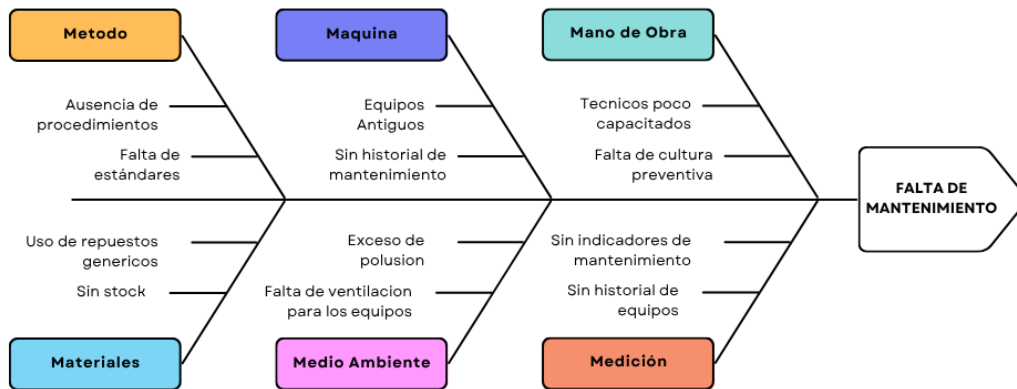 Metodo
Maquina
Mano de Obra
Ausencia de
procedimientos
Falta de
estándares
Equipos
Antiguos
Sin historial de
mantenimiento
Tecnicos poco
capacitados
Falta de cultura
preventiva
FALTA DE
MANTENIMIENTO
Uso de repuestos
genericos
Sin stock
Exceso de
polusion
Falta de ventilacion
para los equipos
Sin indicadores de
mantenimiento
Sin historial de
equipos
Materiales
Medio Ambiente
Medición